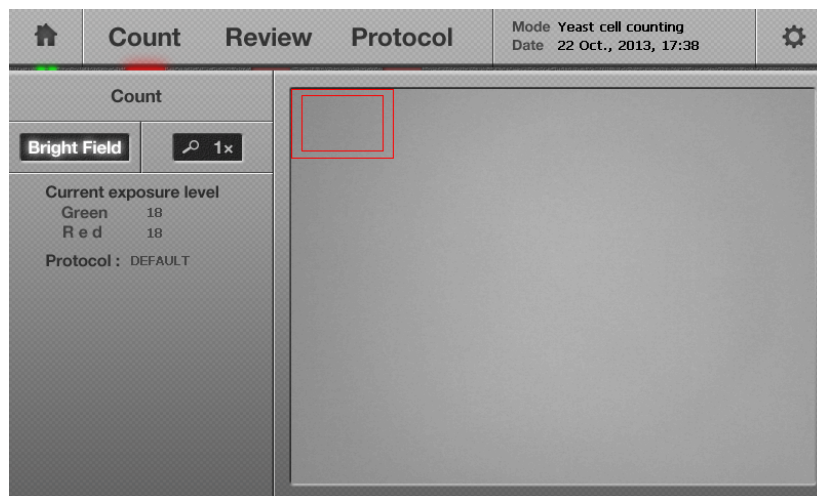 Count Review Protocol
Mode Yeast cell counting
Date 22 Oct., 2013, 17:38
Count
Bright Field 1×
Current exposure level
Green 18
Red 18
Protocol : DEFAULT